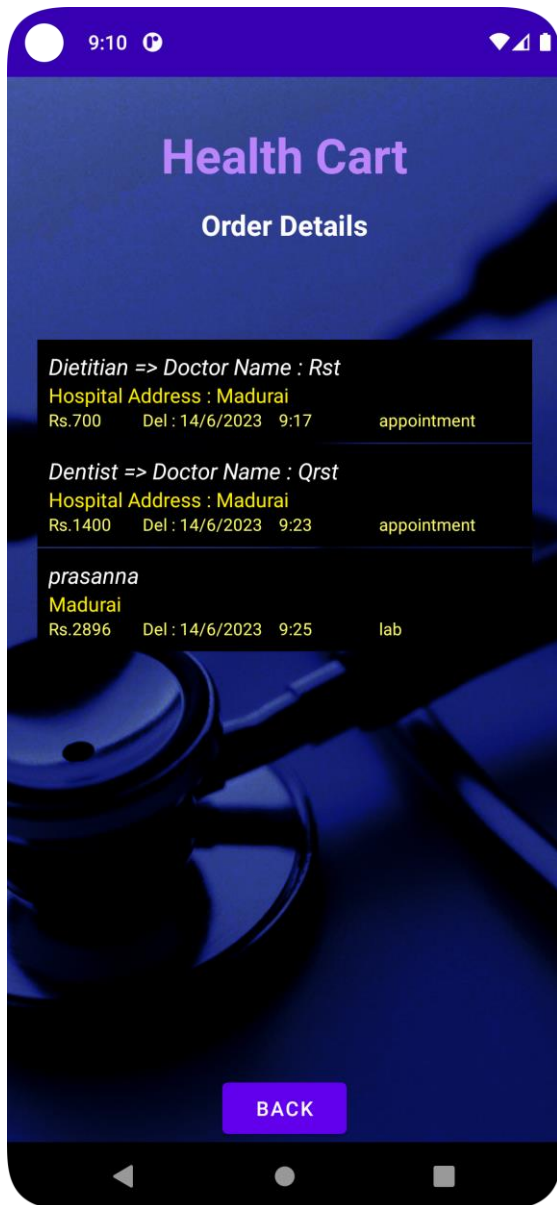 9:10
Health Cart
Order Details
Dietitian => Doctor Name : Rst
Hospital Address : Madurai
Rs.700 Del : 14/6/2023 9:17 appointment
Dentist => Doctor Name : Qrst
Hospital Address : Madurai
Rs.1400 Del : 14/6/2023 9:23 appointment
prasanna
Madurai
Rs.2896 Del : 14/6/2023 9:25 lab
BACK